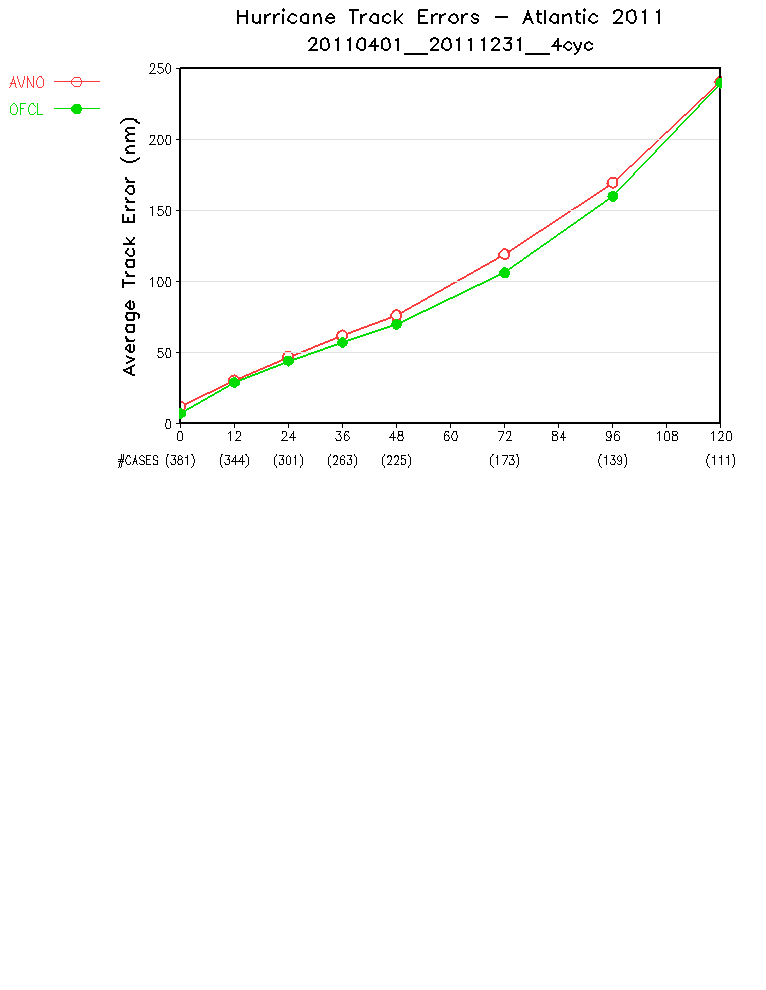 Hurricane Track Errors – Atlantic 2011
20110401__20111231__4cyc
AVNO
OFCL
Average Track Error (nm)
250
200
150
100
50
0
0 12 24 36 48 60 72 84 96 108 120
#CASES (381) (344) (301) (263) (225) (173) (139) (111)